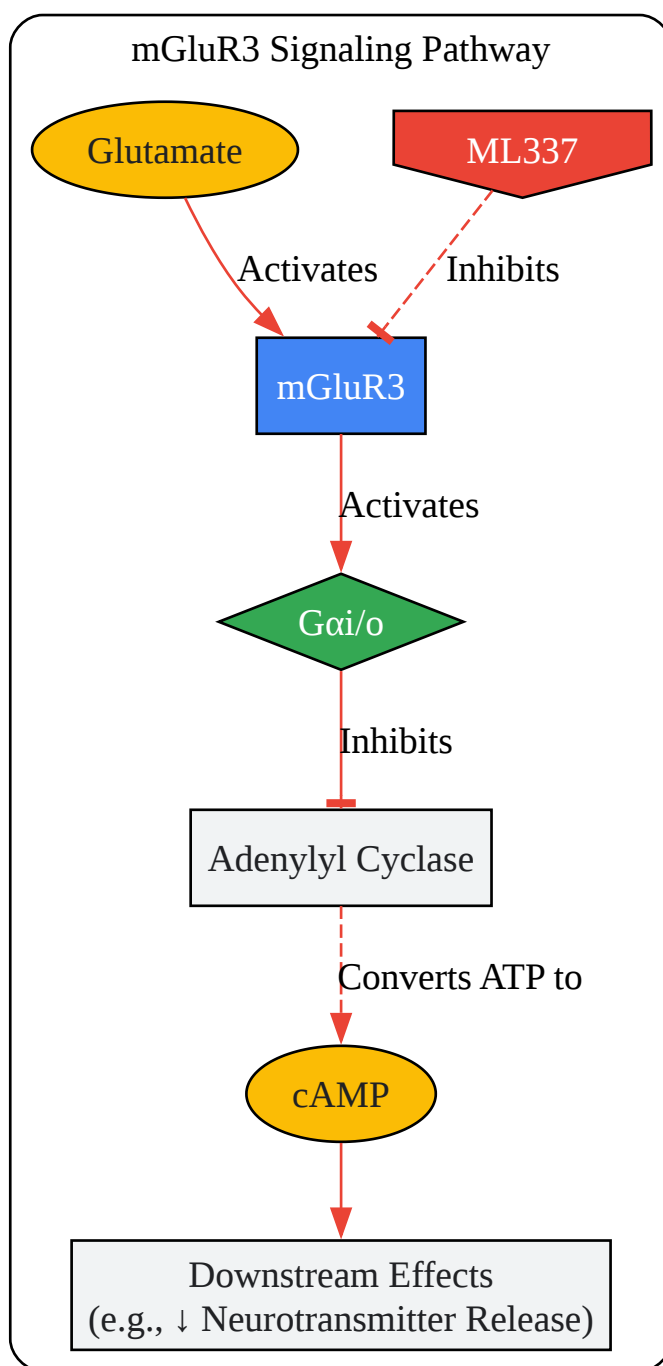 mGluR3 Signaling Pathway
Glutamate
ML337
Activates
Inhibits
mGluR3
Activates
Gαi/o
Inhibits
Adenylyl Cyclase
Converts ATP to
cAMP
Downstream Effects
(e.g., ↓ Neurotransmitter Release)